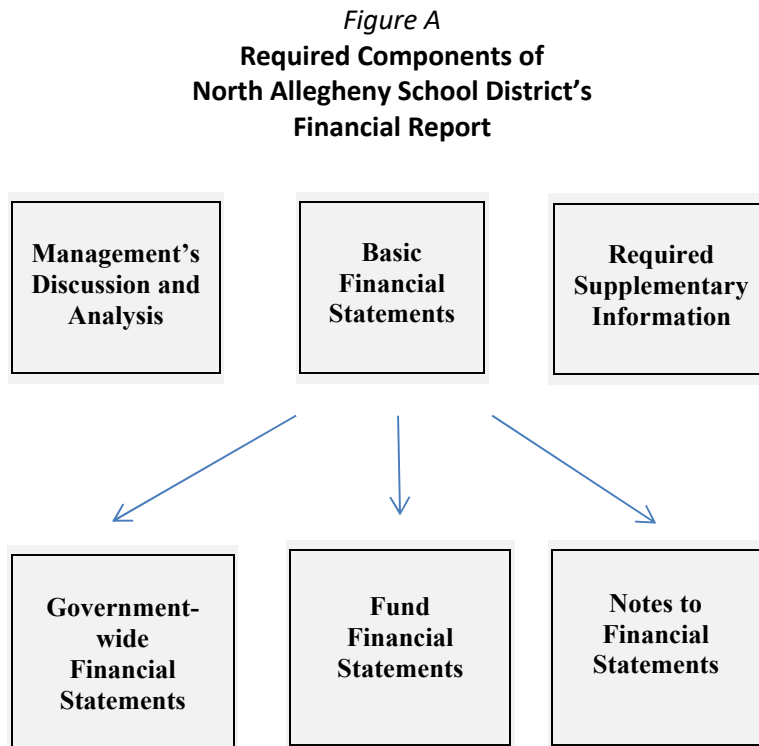 Figure A
Required Components of
North Allegheny School District’s
Financial Report
Management’s
Discussion and
Analysis
Basic
Financial
Statements
Required
Supplementary
Information
Government-
wide
Financial
Statements
Fund
Financial
Statements
Notes to
Financial
Statements